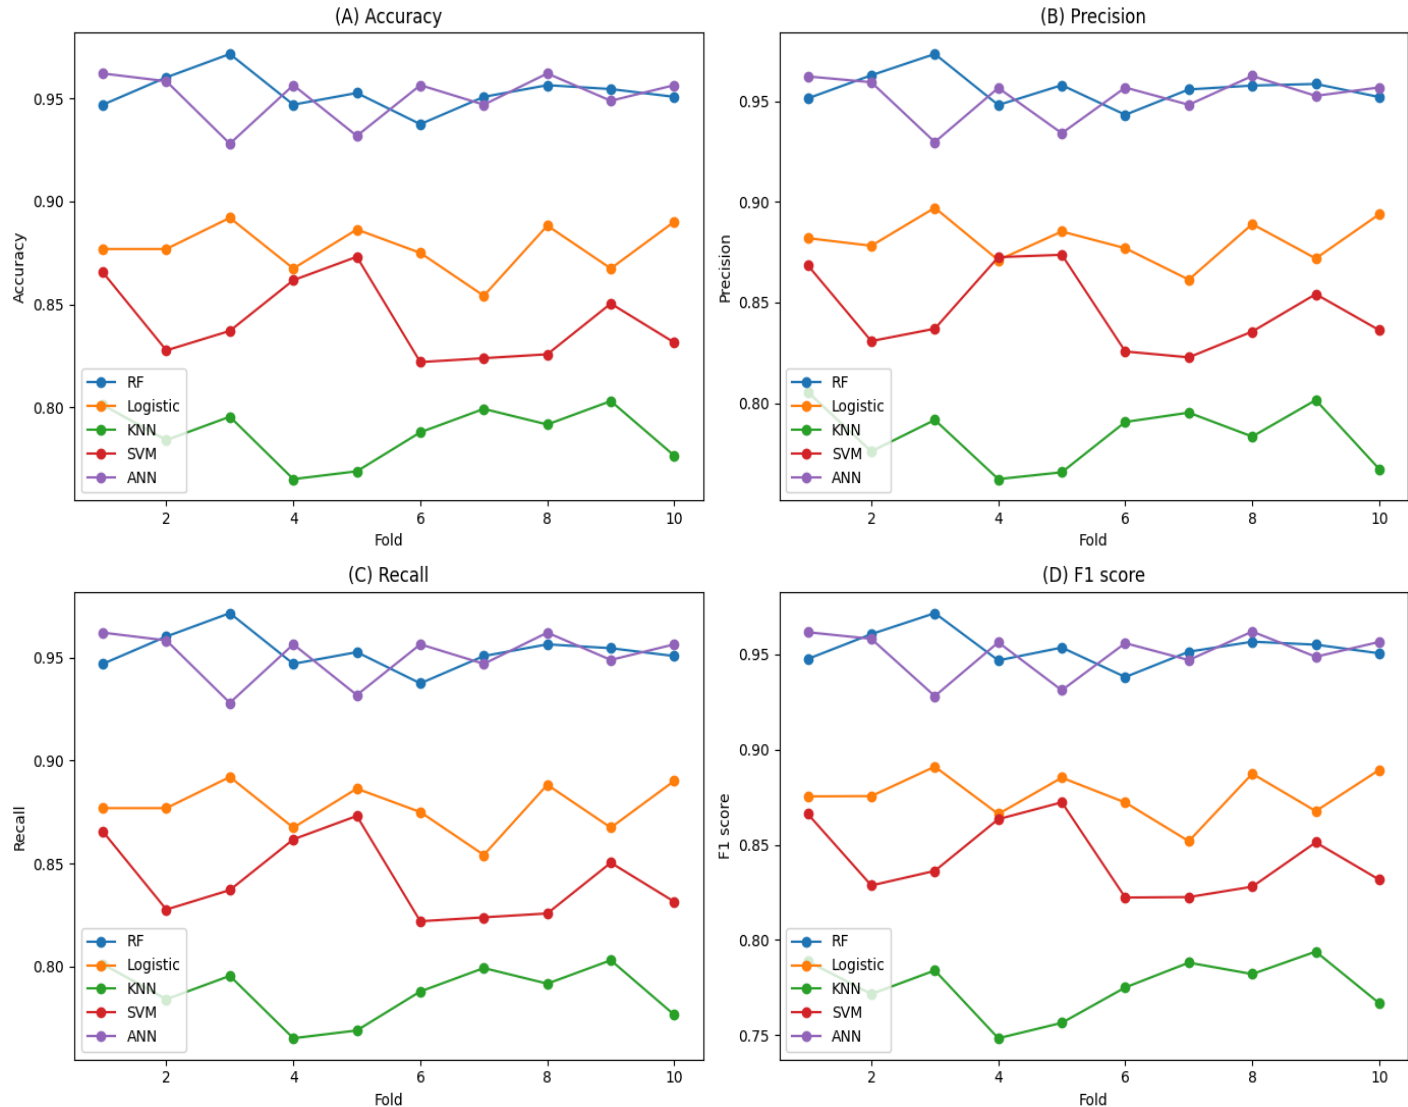 (A) Accuracy
Accuracy
0.95
0.90
0.85
0.80
RF
Logistic
KNN
SVM
ANN
2 4 6 8 10
Fold
(B) Precision
Precision
0.95
0.90
0.85
0.80
RF
Logistic
KNN
SVM
ANN
2 4 6 8 10
Fold
(C) Recall
Recall
0.95
0.90
0.85
0.80
RF
Logistic
KNN
SVM
ANN
2 4 6 8 10
Fold
(D) F1 score
F1 score
0.95
0.90
0.85
0.80
0.75
RF
Logistic
KNN
SVM
ANN
2 4 6 8 10
Fold